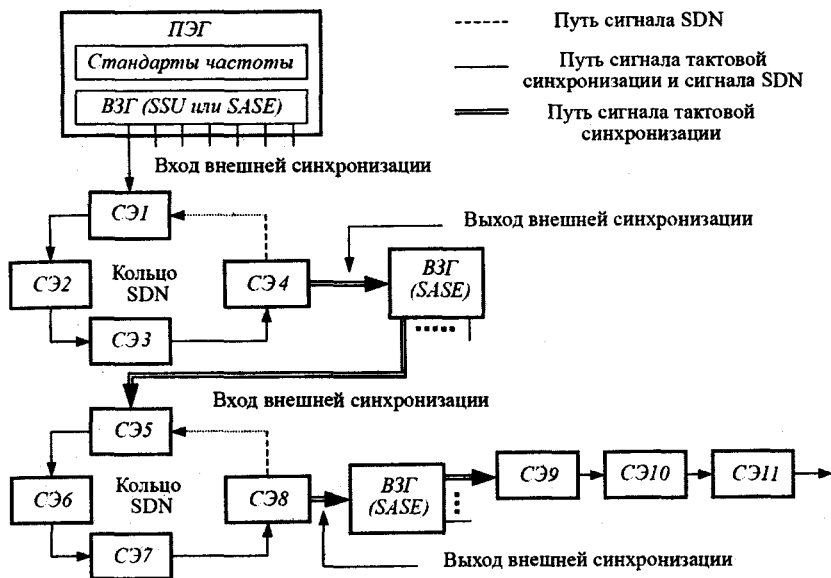 ПЭГ
Стандарты частоты
ВЗГ (SSU или SASE)
Путь сигнала SDN
Путь сигнала тактовой
синхронизации и сигнала SDN
Путь сигнала тактовой
синхронизации
Вход внешней синхронизации
СЭ1
Выход внешней синхронизации
СЭ2
Кольцо
SDN
СЭ4
ВЗГ
(SASE)
СЭ3
Вход внешней синхронизации
СЭ5
СЭ6
Кольцо
SDN
СЭ8
ВЗГ
(SASE)
СЭ9
СЭ10
СЭ11
СЭ7
Выход внешней синхронизации